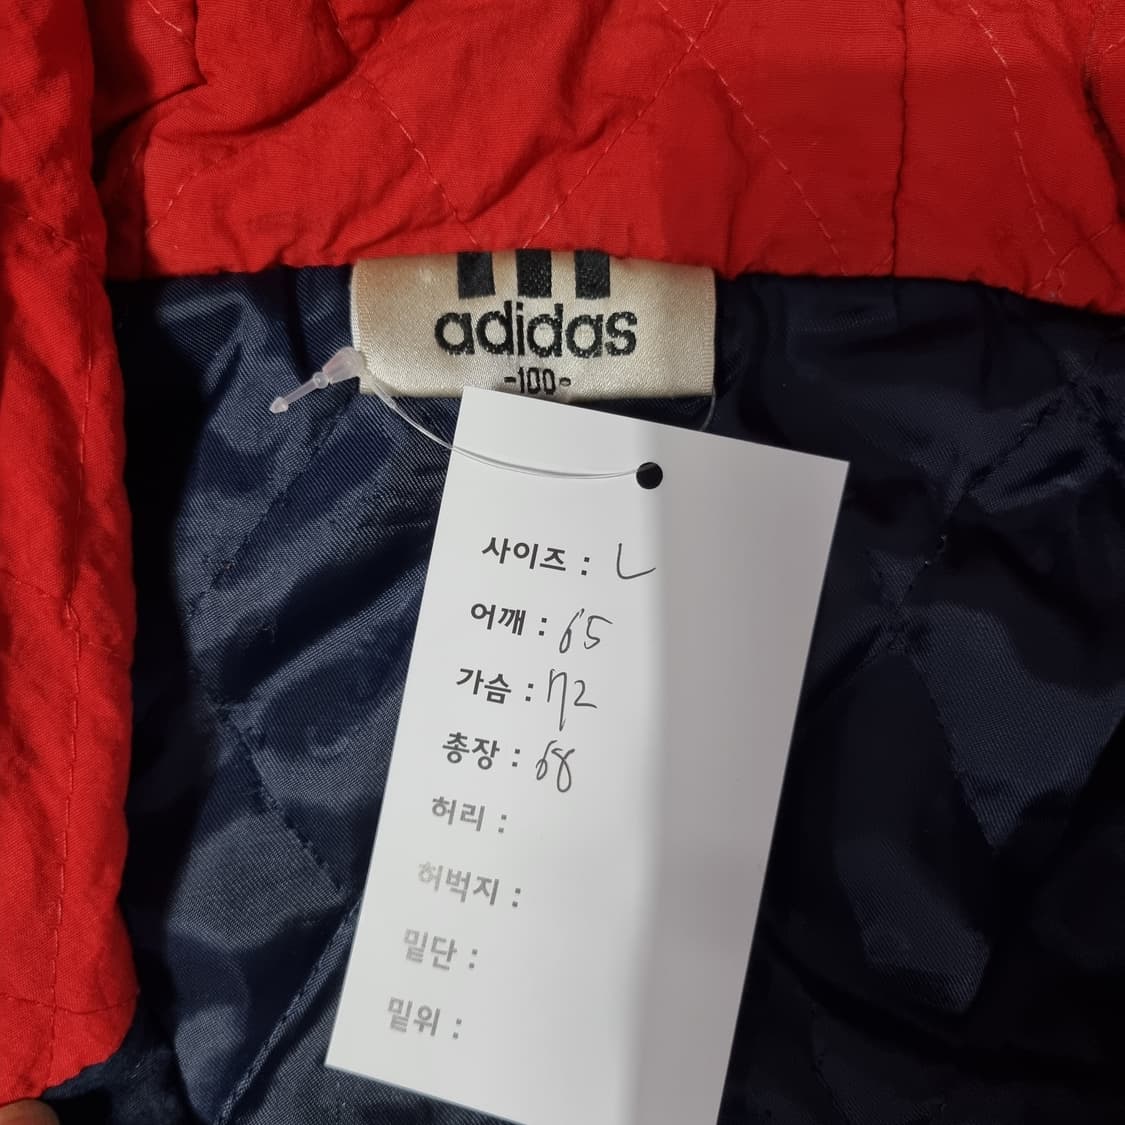 adidas
-100-
사이즈 : L
어깨 : 65
가슴 : 72
총장 : 68
허리 :
허벅지 :
밑단 :
밑위 :